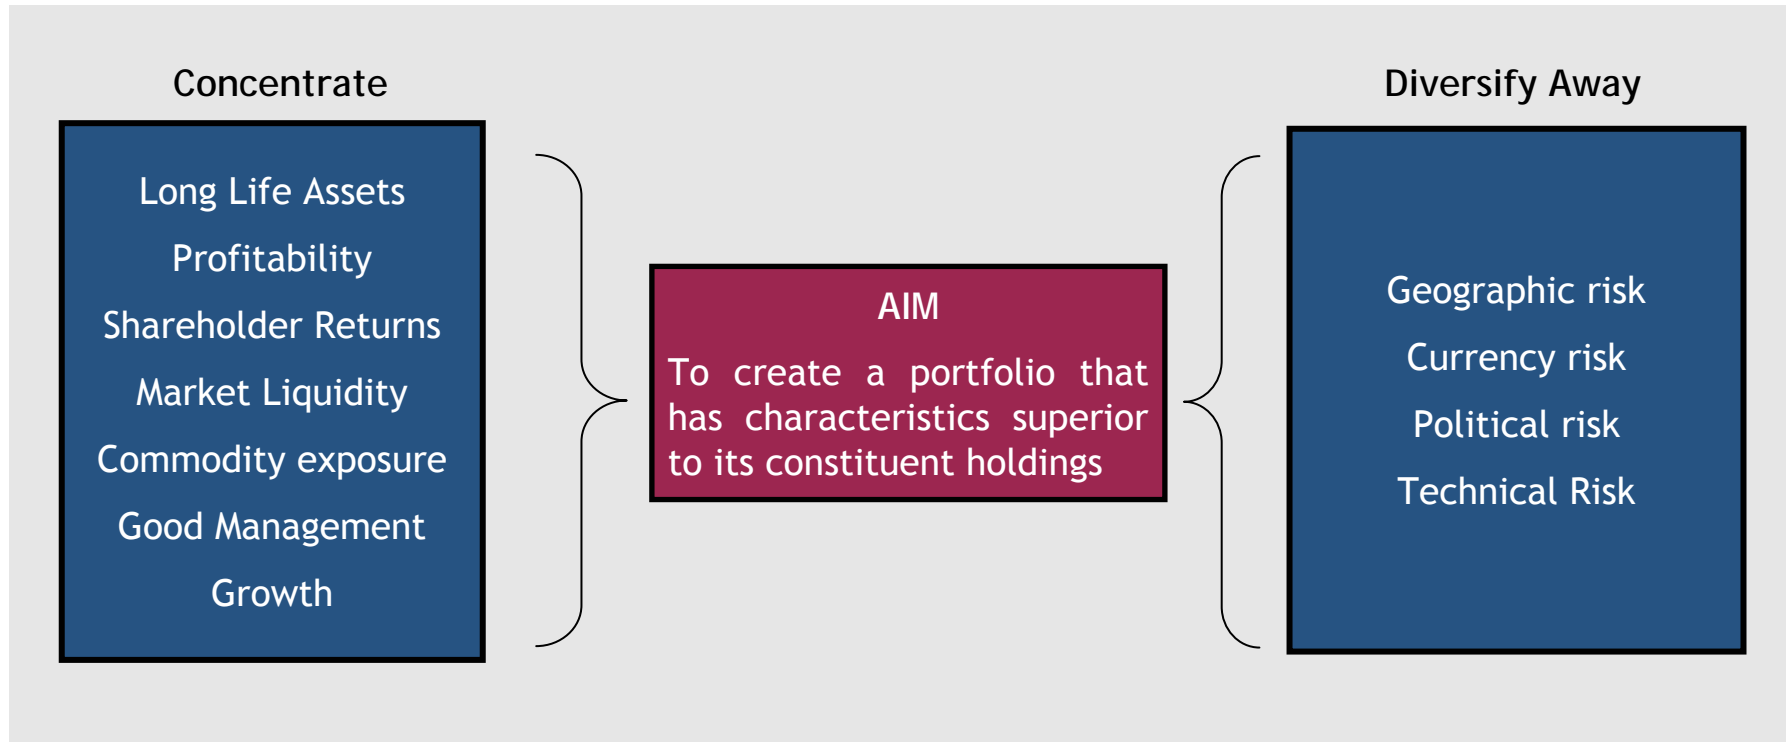 Concentrate
Long Life Assets
Profitability
Shareholder Returns
Market Liquidity
Commodity exposure
Good Management
Growth
AIM
To create a portfolio that
has characteristics superior
to its constituent holdings
Diversify Away
Geographic risk
Currency risk
Political risk
Technical Risk